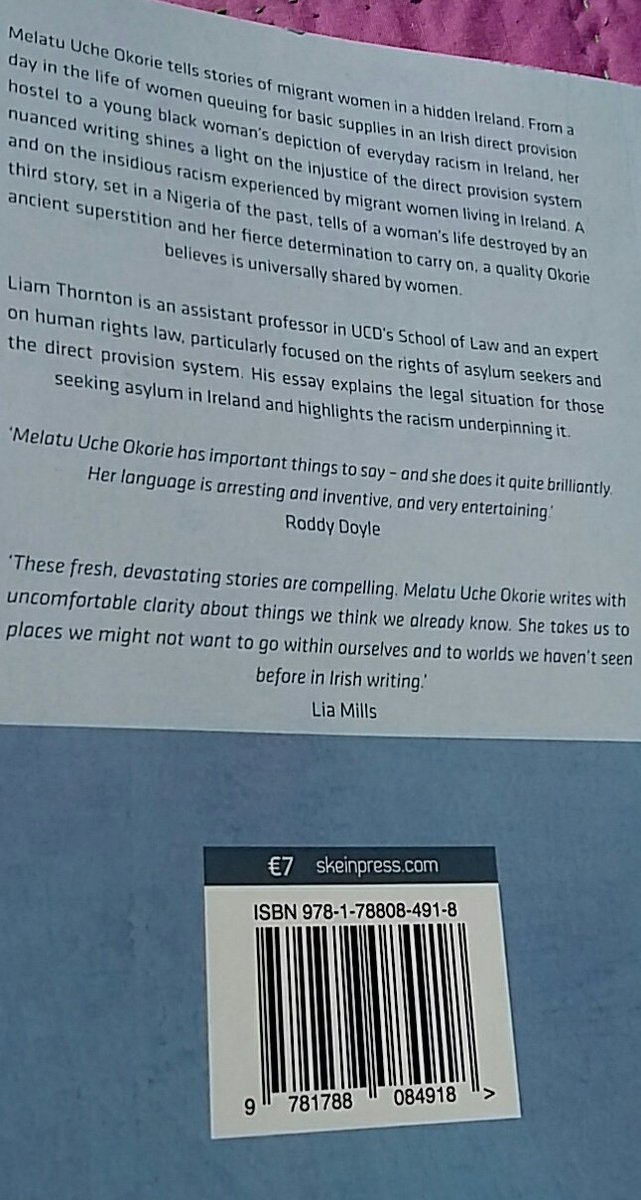 Melatu Uche Okorie tells stories of migrant women in a hidden Ireland. From a
day in the life of women queuing for basic supplies in an Irish direct provision
hostel to a young black woman's depiction of everyday racism in Ireland, her
nuanced writing shines a light on the injustice of the direct provision system
and on the insidious racism experienced by migrant women living in Ireland. A
third story, set in a Nigeria of the past, tells of a woman's life destroyed by an
ancient superstition and her fierce determination to carry on, a quality Okorie
believes is universally shared by women.
Liam Thornton is an assistant professor in UCD's School of Law and an expert
on human rights law, particularly focused on the rights of asylum seekers and
the direct provision system. His essay explains the legal situation for those
seeking asylum in Ireland and highlights the racism underpinning it.
'Melatu Uche Okorie has important things to say – and she does it quite brilliantly.
Her language is arresting and inventive, and very entertaining.'
Roddy Doyle
'These fresh, devastating stories are compelling. Melatu Uche Okorie writes with
uncomfortable clarity about things we think we already know. She takes us to
places we might not want to go within ourselves and to worlds we haven't seen
before in Irish writing.'
Lia Mills
€7 skeinpress.com
ISBN 978-1-78808-491-8
9 781788 084918 >